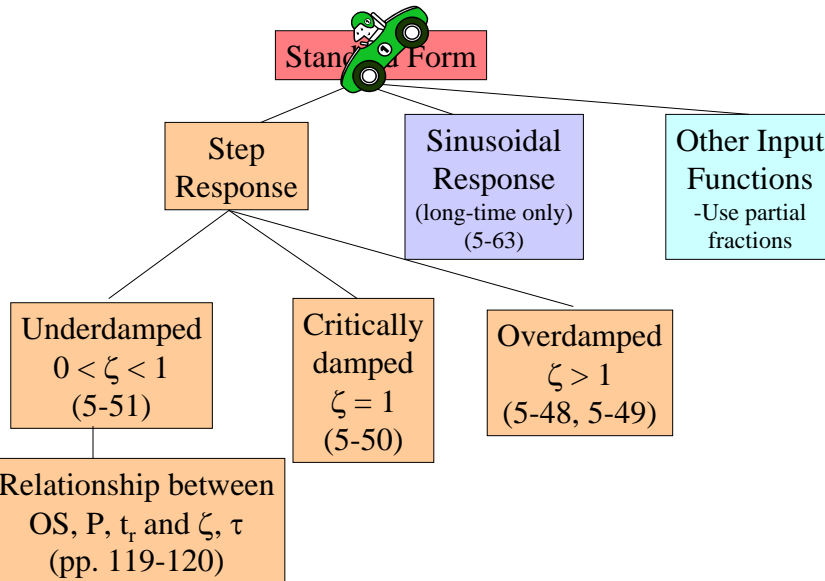 Form
1
Step
Response
Sinusoidal
Response
(long-time only)
(5-63)
Other Input
Functions
-Use partial
fractions
Underdamped
0 < ζ < 1
(5-51)
Critically
damped
ζ = 1
(5-50)
Overdamped
ζ > 1
(5-48, 5-49)
Relationship between
OS, P, tᵣ and ζ, τ
(pp. 119-120)